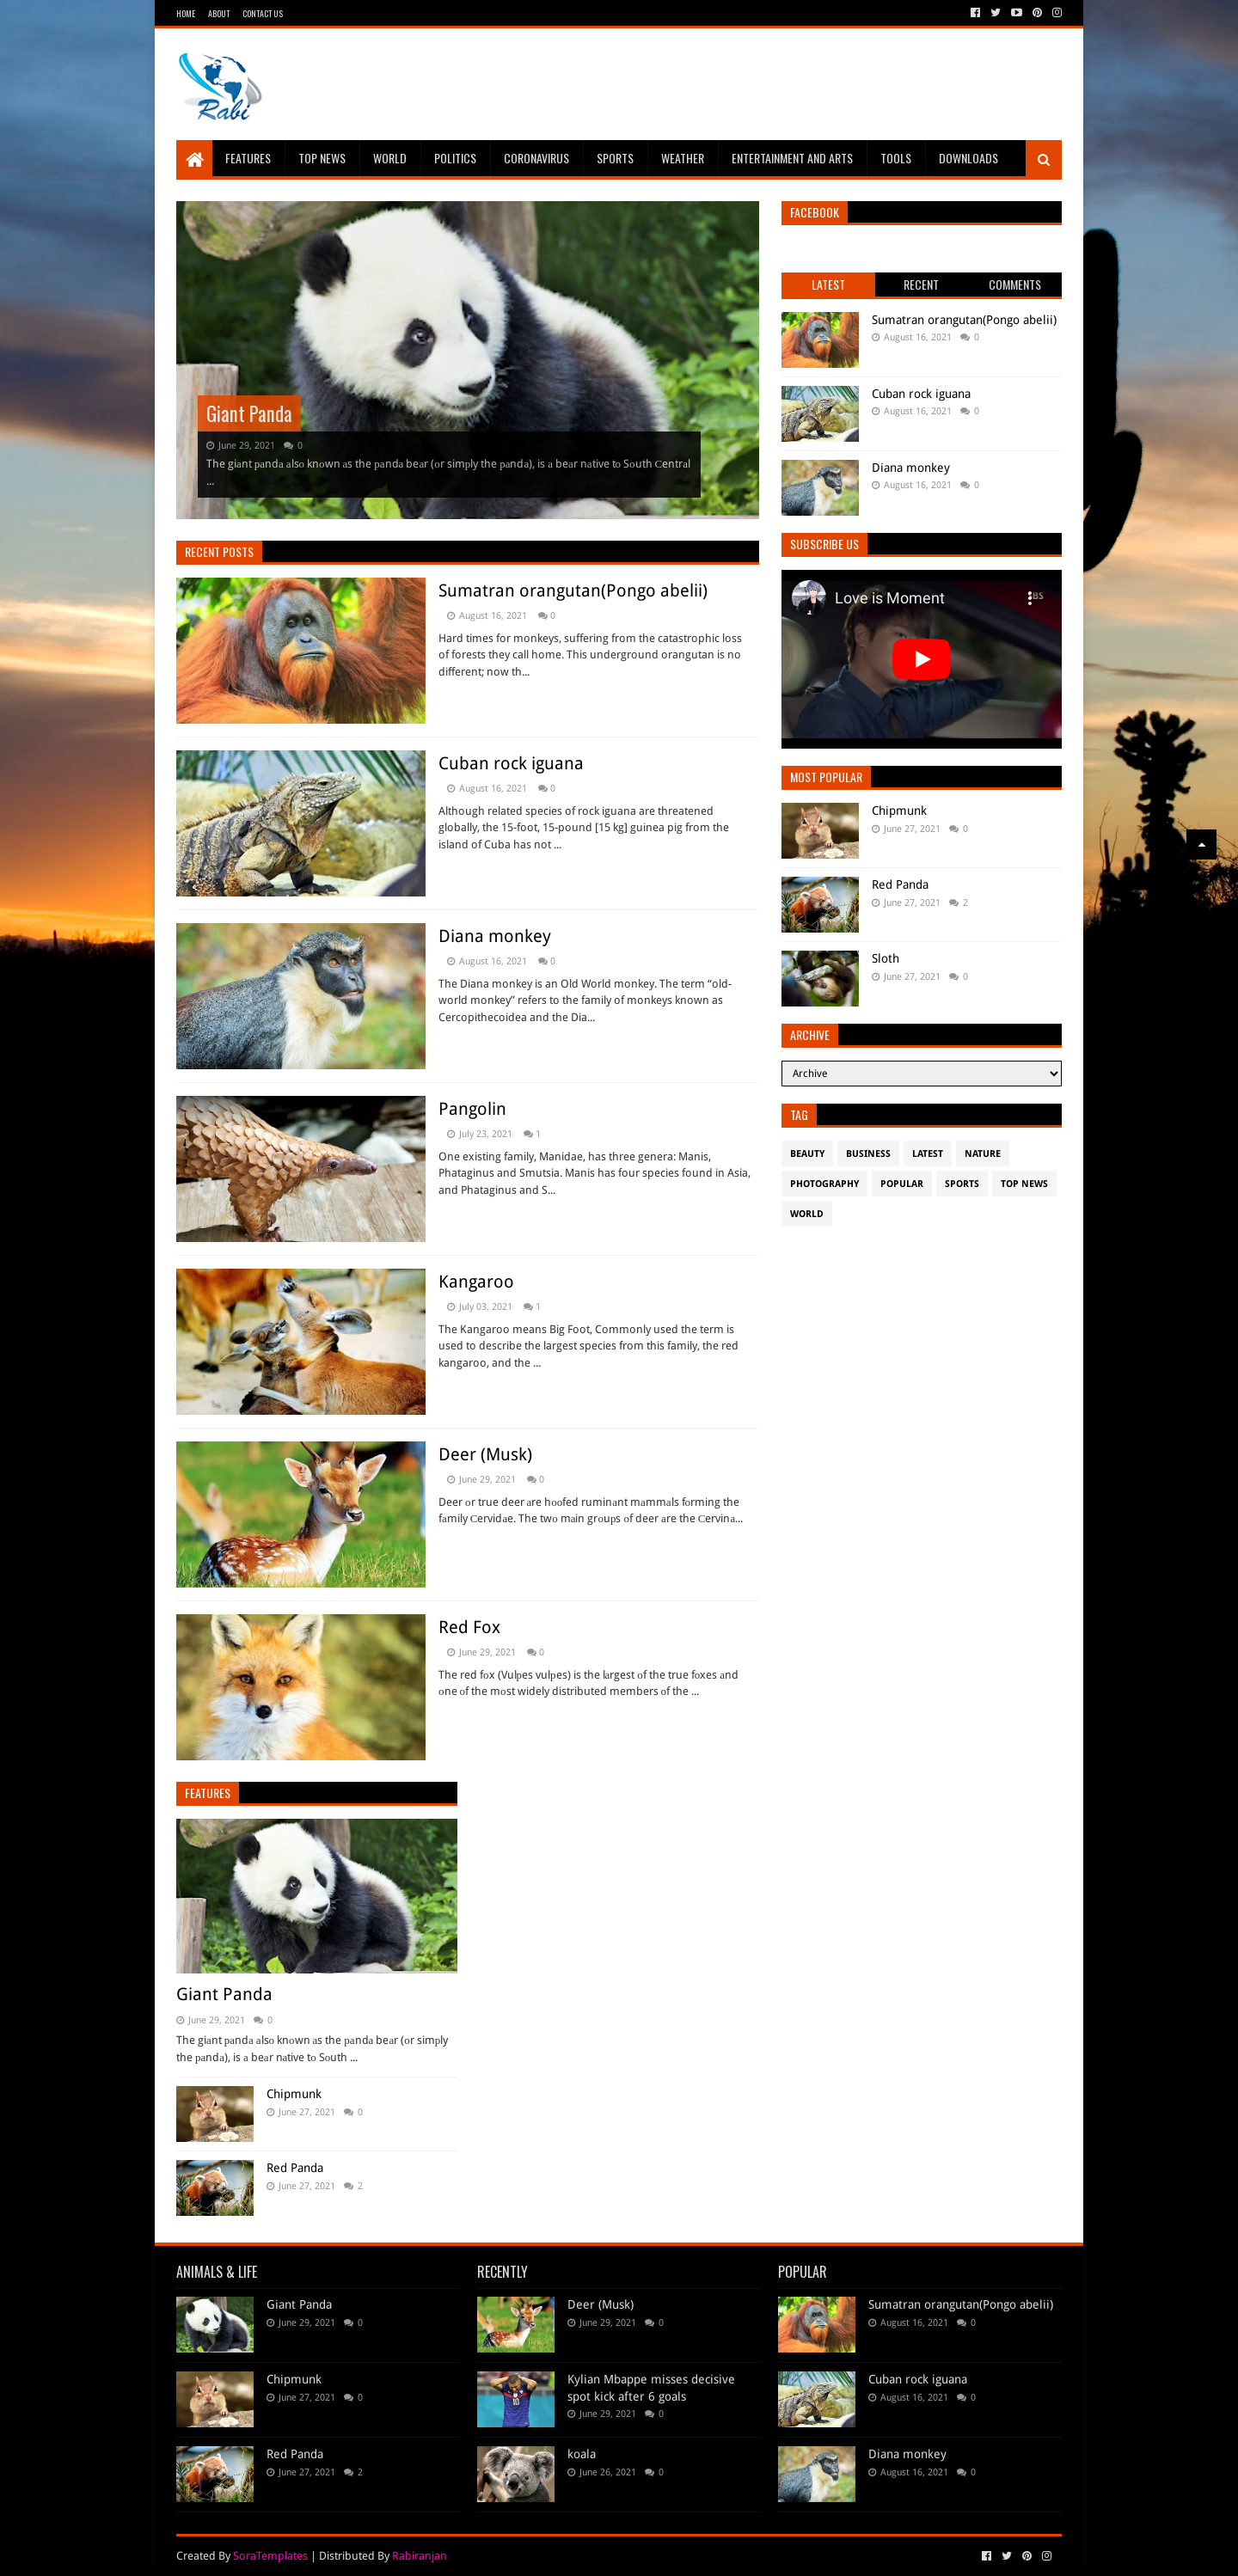 HOME ABOUT CONTACT US
Rabi
FEATURES TOP NEWS WORLD POLITICS CORONAVIRUS SPORTS WEATHER ENTERTAINMENT AND ARTS TOOLS DOWNLOADS
Giant Panda
June 29, 2021 0
The giant panda also known as the panda bear (or simply the panda), is a bear native to South Central
...
RECENT POSTS
Sumatran orangutan(Pongo abelii)
August 16, 2021 0
Hard times for monkeys, suffering from the catastrophic loss
of forests they call home. This underground orangutan is no
different; now th...
Cuban rock iguana
August 16, 2021 0
Although related species of rock iguana are threatened
globally, the 15-foot, 15-pound [15 kg] guinea pig from the
island of Cuba has not ...
Diana monkey
August 16, 2021 0
The Diana monkey is an Old World monkey. The term “old-
world monkey” refers to the family of monkeys known as
Cercopithecoidea and the Dia...
Pangolin
July 23, 2021 1
One existing family, Manidae, has three genera: Manis,
Phataginus and Smutsia. Manis has four species found in Asia,
and Phataginus and S...
Kangaroo
July 03, 2021 1
The Kangaroo means Big Foot, Commonly used the term is
used to describe the largest species from this family, the red
kangaroo, and the ...
Deer (Musk)
June 29, 2021 0
Deer or true deer are hoofed ruminant mammals forming the
family Cervidae. The two main groups of deer are the Cervina...
Red Fox
June 29, 2021 0
The red fox (Vulpes vulpes) is the largest of the true foxes and
one of the most widely distributed members of the ...
FEATURES
Giant Panda
June 29, 2021 0
The giant panda also known as the panda bear (or simply
the panda), is a bear native to South ...
Chipmunk
June 27, 2021 0
Red Panda
June 27, 2021 2
FACEBOOK
LATEST RECENT COMMENTS
Sumatran orangutan(Pongo abelii)
August 16, 2021 0
Cuban rock iguana
August 16, 2021 0
Diana monkey
August 16, 2021 0
SUBSCRIBE US
Love is Moment
BS
MOST POPULAR
Chipmunk
June 27, 2021 0
Red Panda
June 27, 2021 2
Sloth
June 27, 2021 0
ARCHIVE
Archive
TAG
BEAUTY BUSINESS LATEST NATURE
PHOTOGRAPHY POPULAR SPORTS TOP NEWS
WORLD
ANIMALS & LIFE
Giant Panda
June 29, 2021 0
Chipmunk
June 27, 2021 0
Red Panda
June 27, 2021 2
RECENTLY
Deer (Musk)
June 29, 2021 0
Kylian Mbappe misses decisive
spot kick after 6 goals
June 29, 2021 0
10
koala
June 26, 2021 0
POPULAR
Sumatran orangutan(Pongo abelii)
August 16, 2021 0
Cuban rock iguana
August 16, 2021 0
Diana monkey
August 16, 2021 0
Created By SoraTemplates | Distributed By Rabiranjan